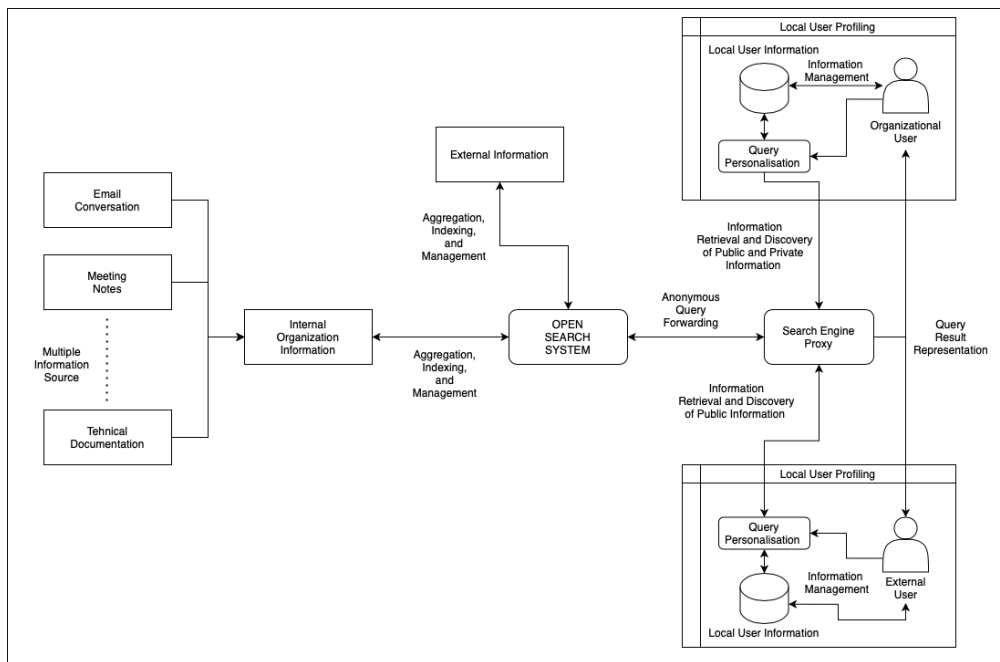 Local User Profiling
Local User Information
Information
Management
Organizational
User
Query
Personalisation
External Information
Email
Conversation
Aggregation,
Indexing,
and
Management
Information
Retrieval and Discovery
of Public and Private
Information
Meeting
Notes
Multiple
Information
Source
Internal
Organization
Information
Aggregation,
Indexing,
and
Management
OPEN
SEARCH
SYSTEM
Anonymous
Query
Forwarding
Search Engine
Proxy
Query
Result
Representation
Information
Retrieval and Discovery
of Public Information
Tehnical
Documentation
Local User Profiling
Query
Personalisation
Information
Management
External
User
Local User Information